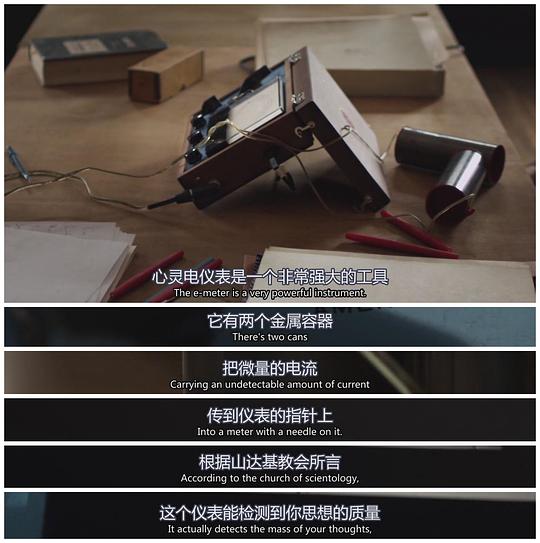 心灵电仪表是一个非常强大的工具
The e-meter is a very powerful instrument.
它有两个金属容器
There's two cans
把微量的电流
Carrying an undetectable amount of current
传到仪表的指针上
Into a meter with a needle on it.
根据山达基教会所言
According to the church of scientology,
这个仪表能检测到你思想的质量
It actually detects the mass of your thoughts,